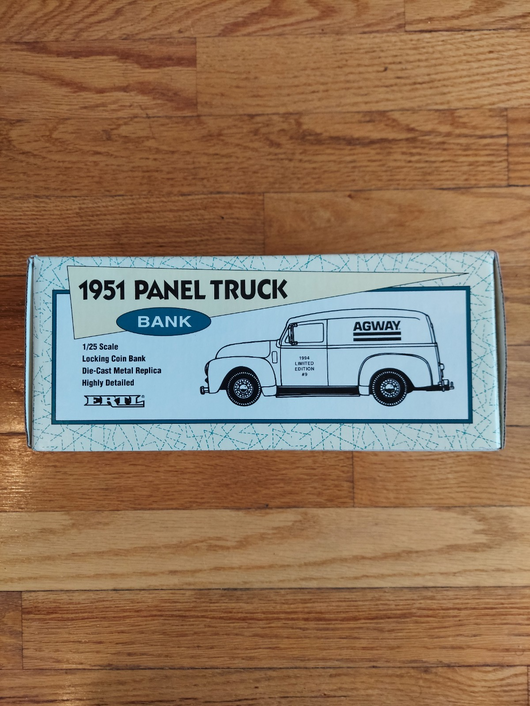 1951 PANEL TRUCK
BANK
1/25 Scale
Locking Coin Bank
Die-Cast Metal Replica
Highly Detailed
ERTL
AGWAY
1994
LIMITED
EDITION
#9